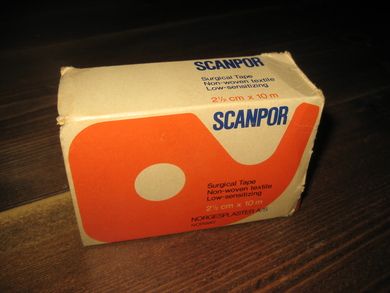 SCANPOR
Surgical Tape
Non-woven textile
Low-sensitizing
2½ cm x 10 m
SCANPOR
Surgical Tape
Non-woven textile
Low-sensitizing
2½ cm x 10 m
NORGESPLASTER A/S
NORWAY